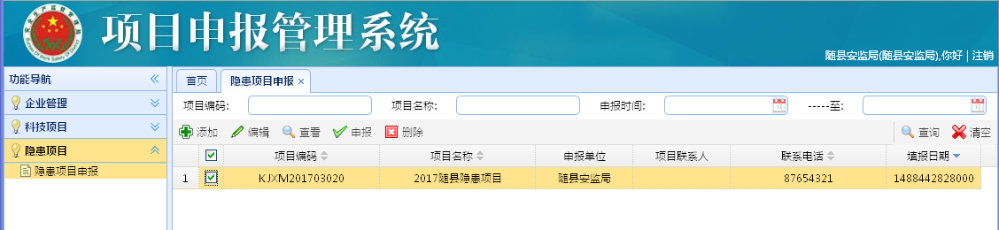 项目申报管理系统
随县安监局(随县安监局),你好 | 注销
功能导航
企业管理
科技项目
隐患项目
隐患项目申报
首页 隐患项目申报 ×
项目编码: 项目名称: 申报时间: -----至:
添加 编辑 查看 申报 删除 查询 清空
项目编码 项目名称 申报单位 项目联系人 联系电话 填报日期
1 KJXM201703020 2017随县隐患项目 随县安监局 87654321 1488442828000